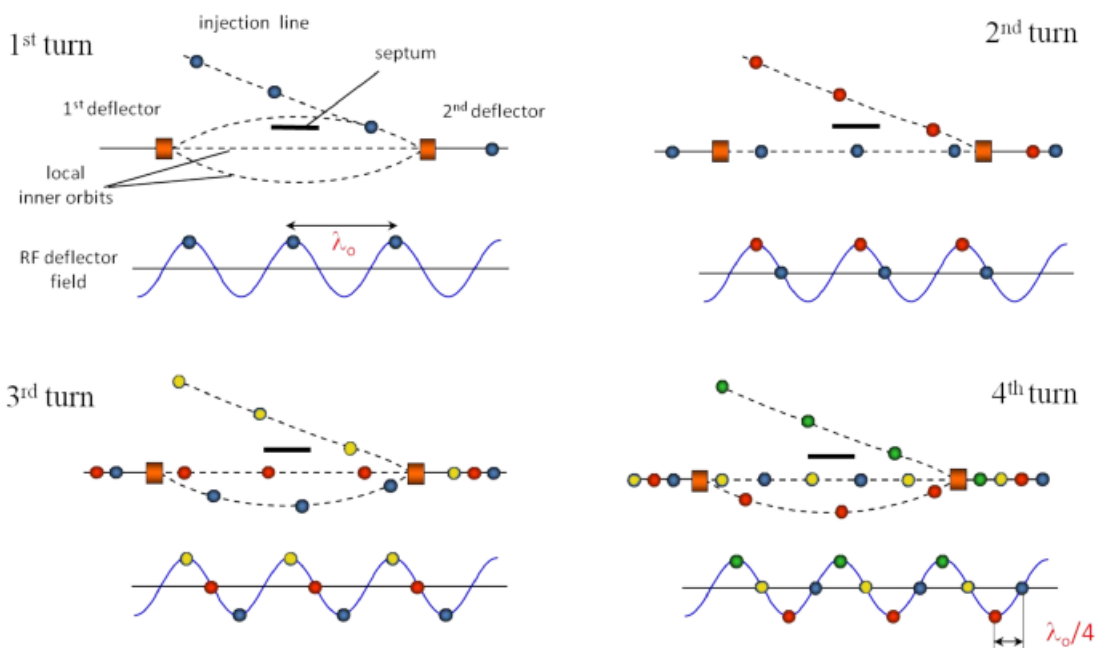 1st turn
injection line
septum
1st deflector
2nd deflector
local
inner orbits
λo
RF deflector
field
2nd turn
3rd turn
4th turn
λo/4